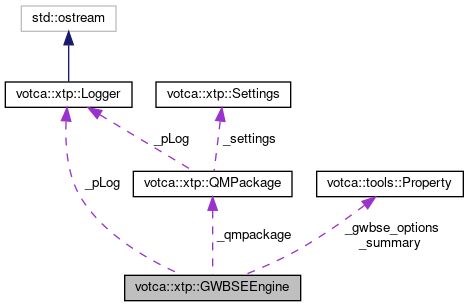 std::ostream
votca::xtp::Logger
votca::xtp::Settings
_pLog
_settings
votca::xtp::QMPackage
votca::tools::Property
_pLog
_qmpackage
_gwbse_options
_summary
votca::xtp::GWBSEEngine